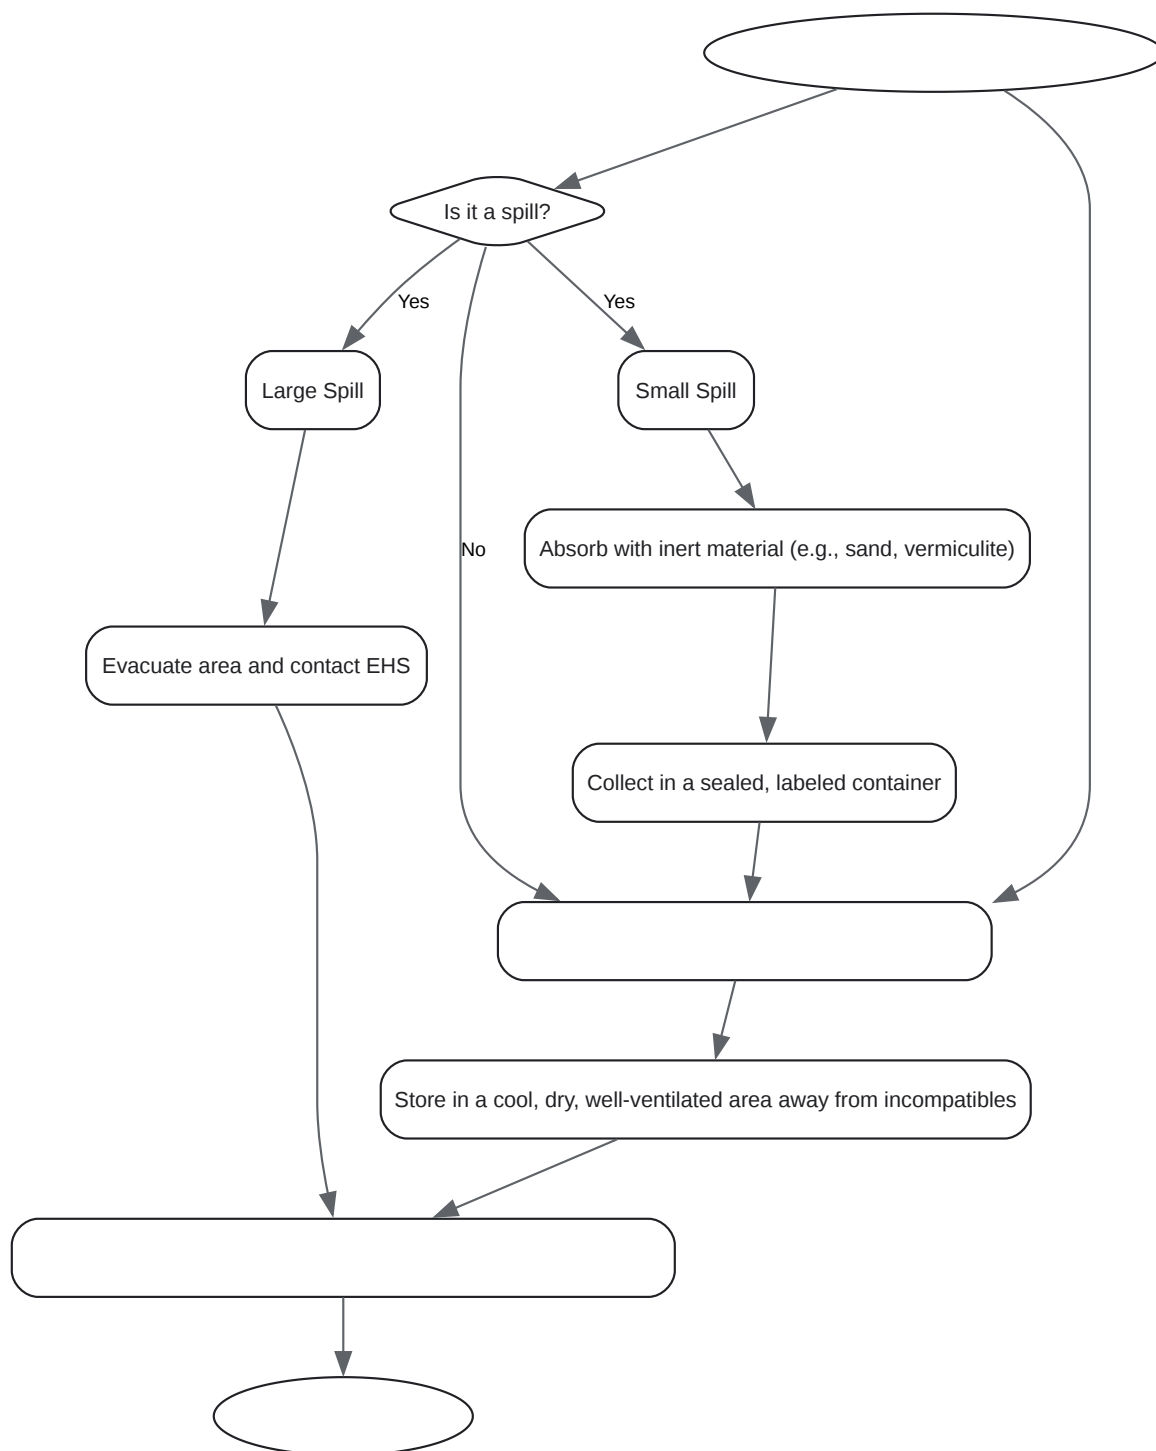 Is it a spill?
Yes
Yes
Large Spill
Small Spill
No
Absorb with inert material (e.g., sand, vermiculite)
Evacuate area and contact EHS
Collect in a sealed, labeled container
Store in a cool, dry, well-ventilated area away from incompatibles